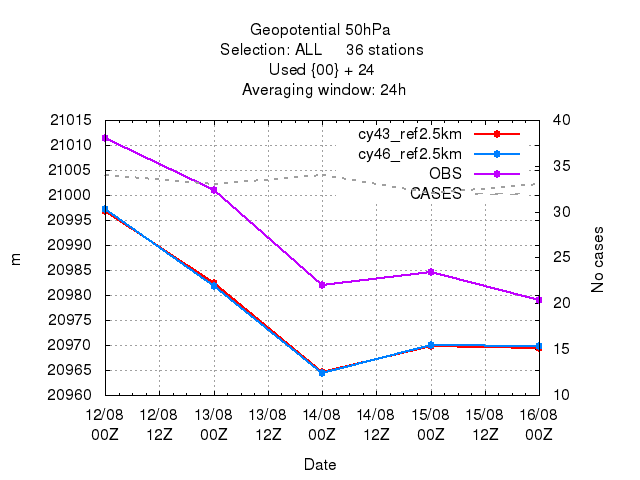 Geopotential 50hPa
Selection: ALL     36 stations
Used {00} + 24
Averaging window: 24h
cy43_ref2.5km
cy46_ref2.5km
OBS
CASES
21015
21010
21005
21000
20995
20990
20985
20980
20975
20970
20965
20960
m
40
35
30
25
20
15
10
No cases
12/08 12/08 13/08 13/08 14/08 14/08 15/08 15/08 16/08
00Z 12Z 00Z 12Z 00Z 12Z 00Z 12Z 00Z
Date